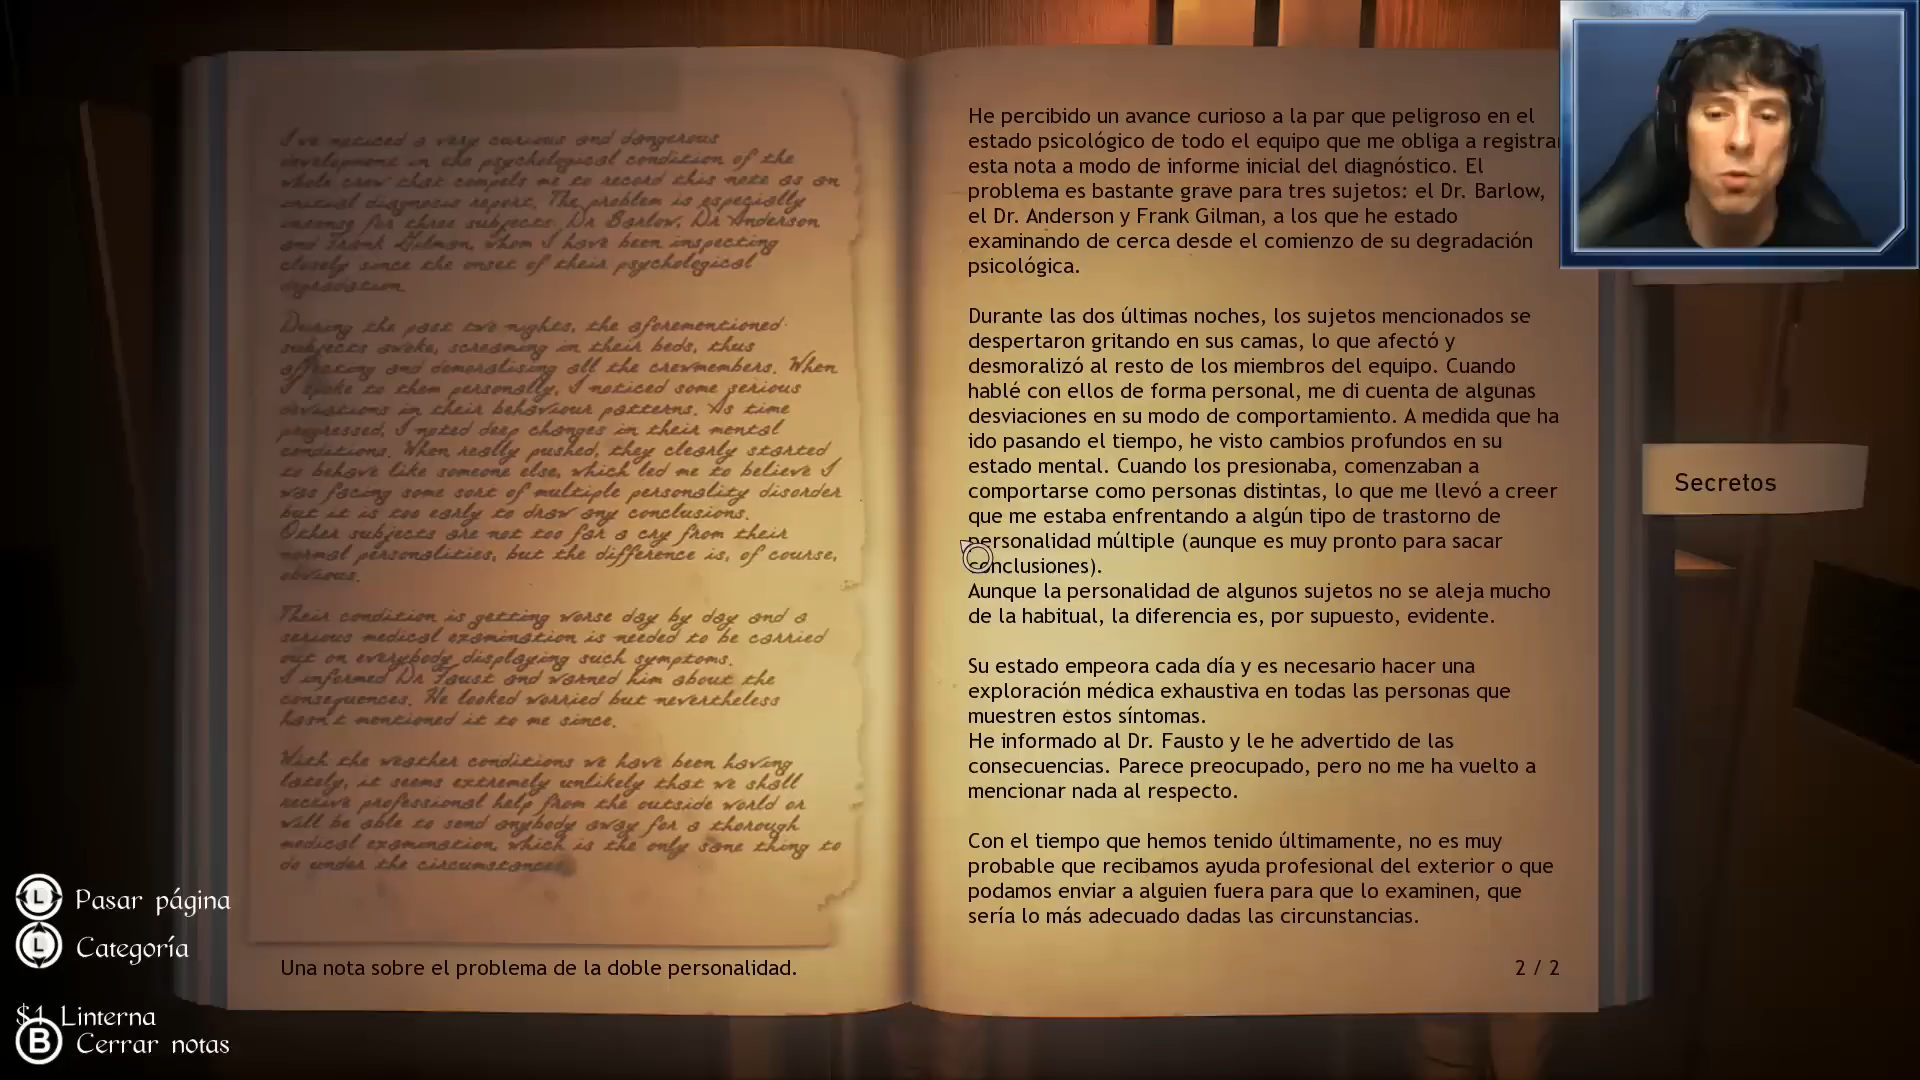 I've noticed a very curious and dangerous
development in the psychological condition of the
whole crew that compels me to record this note as an
initial diagnosis report. The problem is especially
intense for three subjects: Dr Barlow, Dr Anderson
and Frank Gilman, whom I have been inspecting
closely since the onset of their psychological
degradation.
During the past two nights, the aforementioned
subjects awoke, screaming in their beds, thus
affecting and demoralising all the crewmembers. When
I spoke to them personally, I noticed some serious
deviations in their behaviour patterns. As time
progressed, I noted deep changes in their mental
conditions. When really pushed, they clearly started
to behave like someone else, which led me to believe I
was facing some sort of multiple personality disorder
but it is too early to draw any conclusions.
Other subjects are not too far a cry from their
normal personalities, but the difference is, of course,
obvious.
Their condition is getting worse day by day and a
serious medical examination is needed to be carried
out on everybody displaying such symptoms.
I informed Dr Faust and warned him about the
consequences. He looked worried but nevertheless
hasn't mentioned it to me since.
With the weather conditions we have been having
lately, it seems extremely unlikely that we shall
receive professional help from the outside world or
will be able to send anybody away for a thorough
medical examination, which is the only sane thing to
do under the circumstances.
Una nota sobre el problema de la doble personalidad.
He percibido un avance curioso a la par que peligroso en el
estado psicológico de todo el equipo que me obliga a registrar
esta nota a modo de informe inicial del diagnóstico. El
problema es bastante grave para tres sujetos: el Dr. Barlow,
el Dr. Anderson y Frank Gilman, a los que he estado
examinando de cerca desde el comienzo de su degradación
psicológica.
Durante las dos últimas noches, los sujetos mencionados se
despertaron gritando en sus camas, lo que afectó y
desmoralizó al resto de los miembros del equipo. Cuando
hablé con ellos de forma personal, me di cuenta de algunas
desviaciones en su modo de comportamiento. A medida que ha
ido pasando el tiempo, he visto cambios profundos en su
estado mental. Cuando los presionaba, comenzaban a
comportarse como personas distintas, lo que me llevó a creer
que me estaba enfrentando a algún tipo de trastorno de
personalidad múltiple (aunque es muy pronto para sacar
conclusiones).
Aunque la personalidad de algunos sujetos no se aleja mucho
de la habitual, la diferencia es, por supuesto, evidente.
Su estado empeora cada día y es necesario hacer una
exploración médica exhaustiva en todas las personas que
muestren estos síntomas.
He informado al Dr. Fausto y le he advertido de las
consecuencias. Parece preocupado, pero no me ha vuelto a
mencionar nada al respecto.
Con el tiempo que hemos tenido últimamente, no es muy
probable que recibamos ayuda profesional del exterior o que
podamos enviar a alguien fuera para que lo examinen, que
sería lo más adecuado dadas las circunstancias.
2 / 2
Secretos
L Pasar página
L Categoría
$1 Linterna
B Cerrar notas